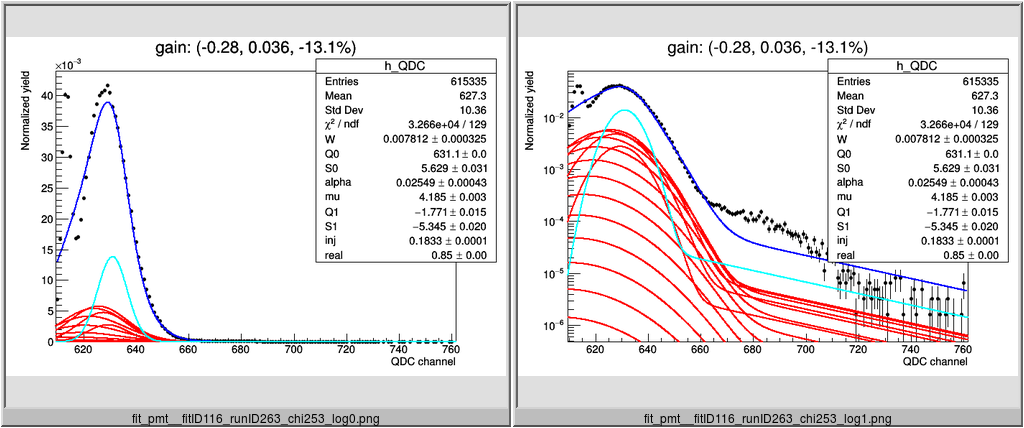 gain: (-0.28, 0.036, -13.1%)
×10⁻³
Normalized yield
h_QDC
Entries 615335
Mean 627.3
Std Dev 10.36
χ² / ndf 3.266e+04 / 129
W 0.007812 ± 0.000325
Q0 631.1 ± 0.0
S0 5.629 ± 0.031
alpha 0.02549 ± 0.00043
mu 4.185 ± 0.003
Q1 −1.771 ± 0.015
S1 −5.345 ± 0.020
inj 0.1833 ± 0.0001
real 0.85 ± 0.00
40
35
30
25
20
15
10
5
0
620 640 660 680 700 720 740 760
QDC channel
fit_pmt__fitID116_runID263_chi253_log0.png
gain: (-0.28, 0.036, -13.1%)
Normalized yield
h_QDC
Entries 615335
Mean 627.3
Std Dev 10.36
χ² / ndf 3.266e+04 / 129
W 0.007812 ± 0.000325
Q0 631.1 ± 0.0
S0 5.629 ± 0.031
alpha 0.02549 ± 0.00043
mu 4.185 ± 0.003
Q1 −1.771 ± 0.015
S1 −5.345 ± 0.020
inj 0.1833 ± 0.0001
real 0.85 ± 0.00
10⁻²
10⁻³
10⁻⁴
10⁻⁵
10⁻⁶
620 640 660 680 700 720 740 760
QDC channel
fit_pmt__fitID116_runID263_chi253_log1.png